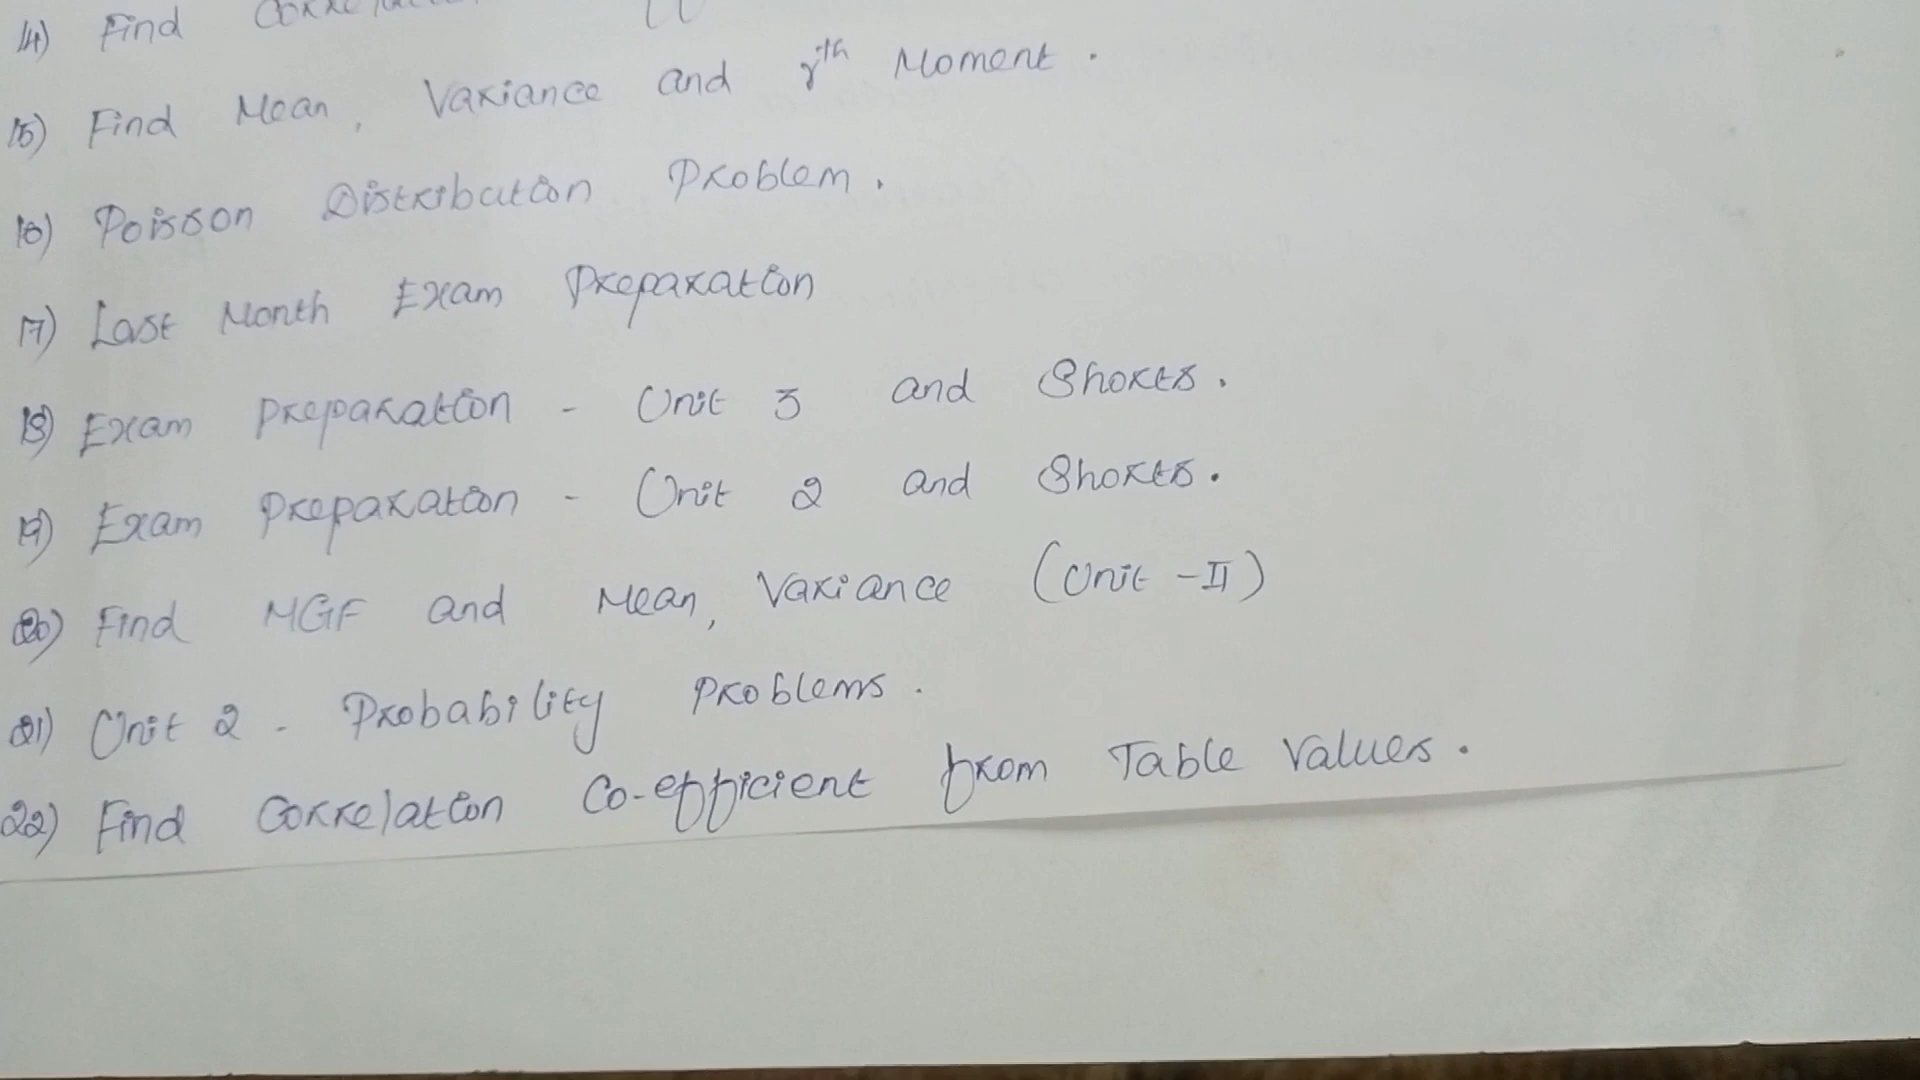 14) Find
15) Find Mean, Variance and rth Moment.
16) Poisson Distribution Problem.
17) Last Month Exam Preparation
18) Exam Preparation - Unit 3 and Shorts.
19) Exam Preparation - Unit 2 and Shorts.
20) Find MGF and Mean, Variance (Unit - II)
21) Unit 2 - Probability Problems.
22) Find Correlation Co-efficient from Table Values.